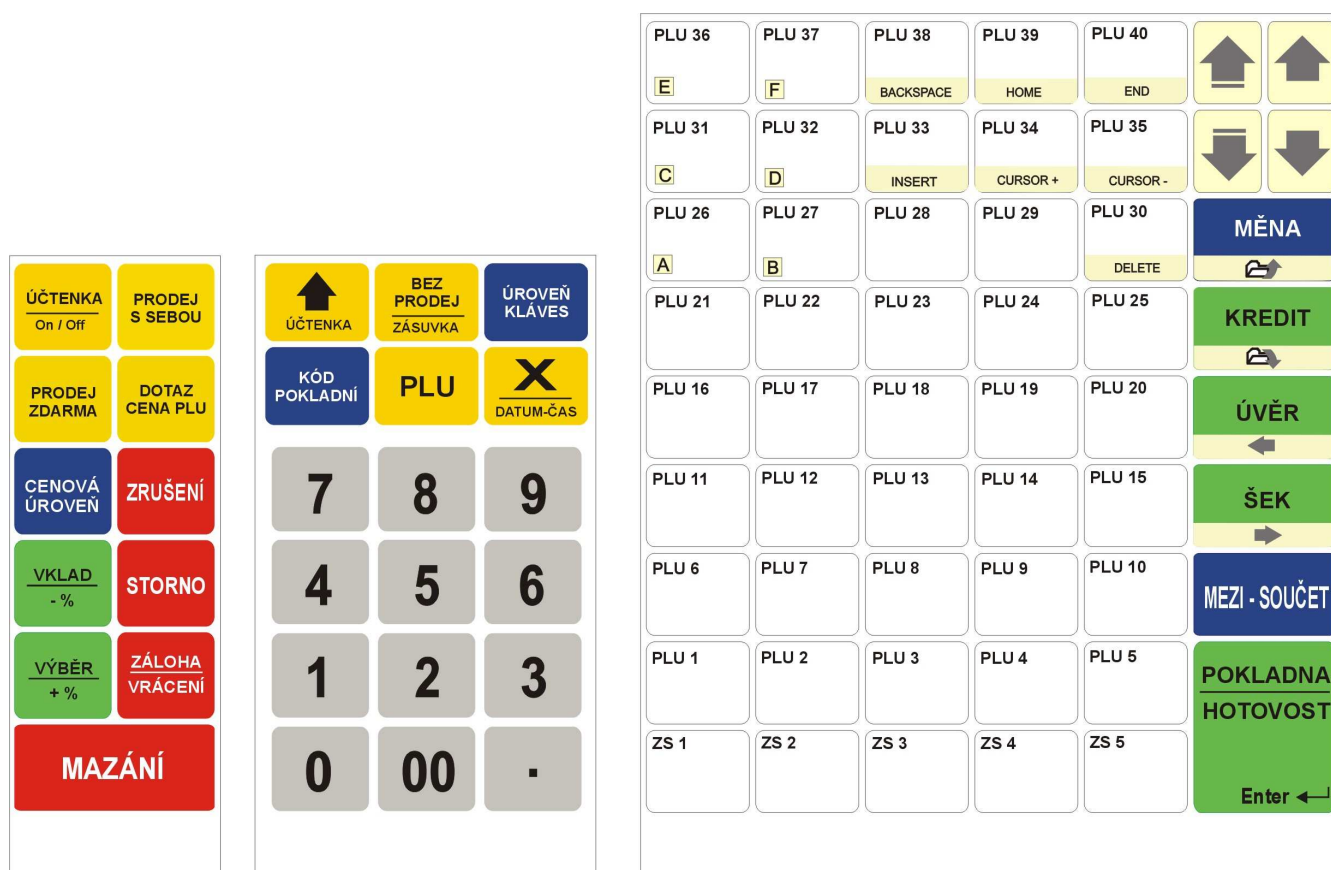 ÚČTENKA
On / Off
PRODEJ
S SEBOU
PRODEJ
ZDARMA
DOTAZ
CENA PLU
CENOVÁ
ÚROVEŇ
ZRUŠENÍ
VKLAD
- %
STORNO
VÝBĚR
+ %
ZÁLOHA
VRÁCENÍ
MAZÁNÍ
ÚČTENKA
BEZ
PRODEJ
ZÁSUVKA
ÚROVEŇ
KLÁVES
KÓD
POKLADNÍ
PLU
X
DATUM-ČAS
7 8 9
4 5 6
1 2 3
0 00 .
PLU 36 PLU 37 PLU 38 PLU 39 PLU 40
E F BACKSPACE HOME END
PLU 31 PLU 32 PLU 33 PLU 34 PLU 35
C D INSERT CURSOR + CURSOR -
PLU 26 PLU 27 PLU 28 PLU 29 PLU 30
A B DELETE
MĚNA
PLU 21 PLU 22 PLU 23 PLU 24 PLU 25
KREDIT
PLU 16 PLU 17 PLU 18 PLU 19 PLU 20
ÚVĚR
PLU 11 PLU 12 PLU 13 PLU 14 PLU 15
ŠEK
PLU 6 PLU 7 PLU 8 PLU 9 PLU 10
MEZI - SOUČET
PLU 1 PLU 2 PLU 3 PLU 4 PLU 5
POKLADNA
HOTOVOST
ZS 1 ZS 2 ZS 3 ZS 4 ZS 5
Enter